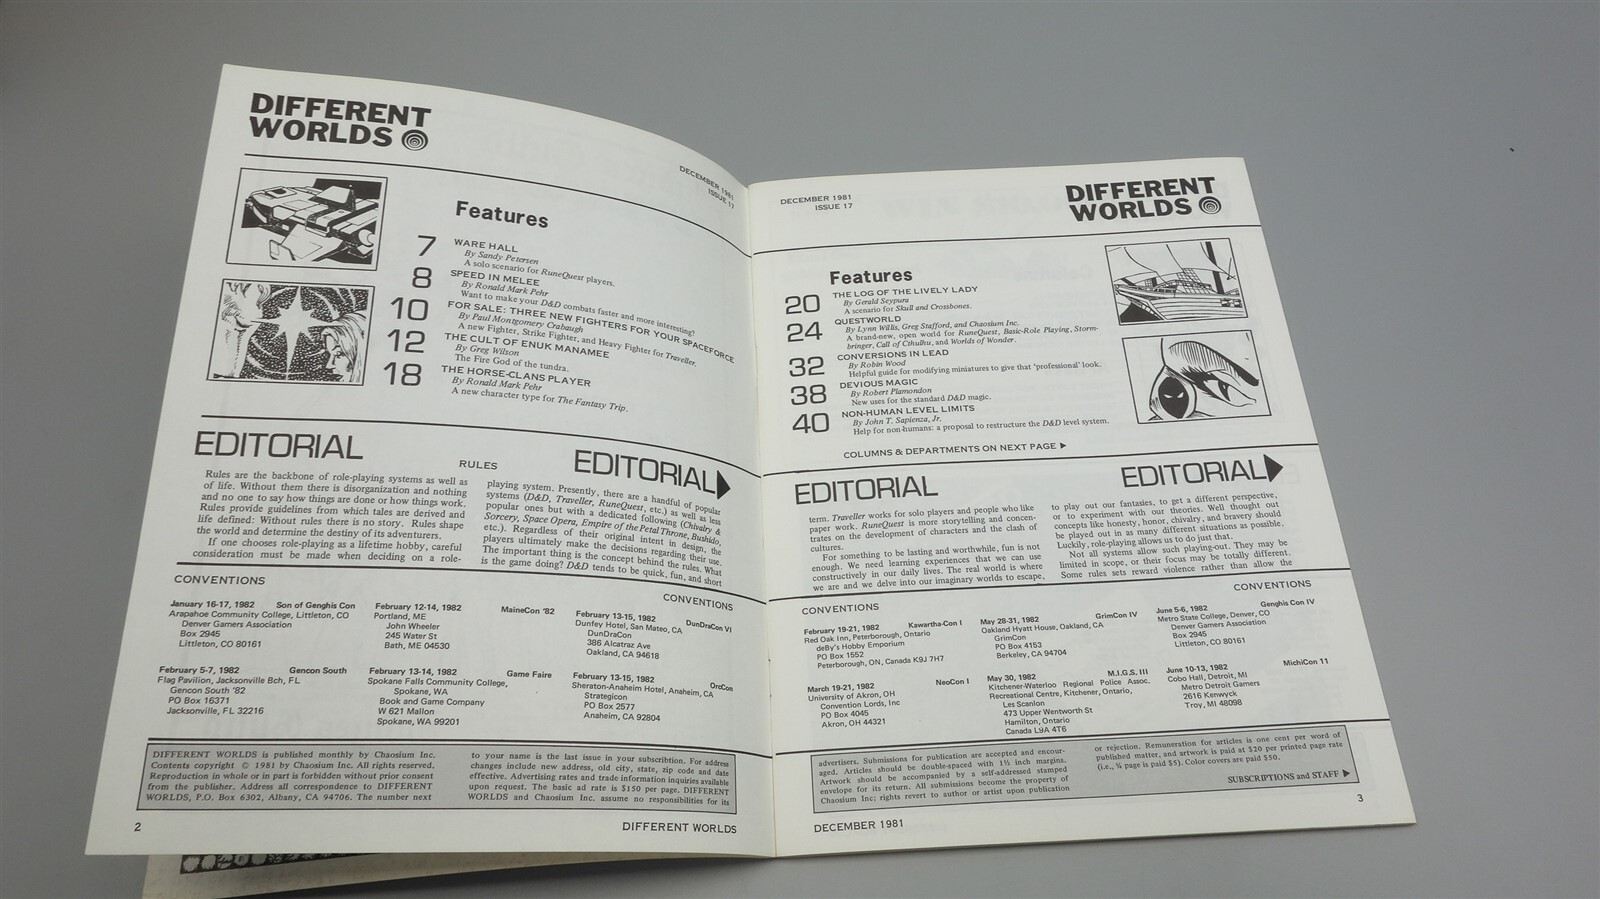 DIFFERENT
WORLDS
DECEMBER 1981
ISSUE 17
Features
7 WARE HALL
By Sandy Petersen
A solo scenario for RuneQuest players.
8 SPEED IN MELEE
By Ronald Mark Pehr
Want to make your D&D combats faster and more interesting?
10 FOR SALE: THREE NEW FIGHTERS FOR YOUR SPACEFORCE
By Paul Montgomery Crabaugh
A new Fighter, Strike Fighter, and Heavy Fighter for Traveller.
12 THE CULT OF ENUK MANAMEE
By Greg Wilson
The Fire God of the tundra.
18 THE HORSE-CLANS PLAYER
By Ronald Mark Pehr
A new character type for The Fantasy Trip.
EDITORIAL
RULES
EDITORIAL
Rules are the backbone of role-playing systems as well as
of life. Without them there is disorganization and nothing
and no one to say how things are done or how things work.
Rules provide guidelines from which tales are derived and
life defined: Without rules there is no story. Rules shape
the world and determine the destiny of its adventurers.
If one chooses role-playing as a lifetime hobby, careful
consideration must be made when deciding on a role-
playing system. Presently, there are a handful of popular
systems (D&D, Traveller, RuneQuest, etc.) as well as less
popular ones but with a dedicated following (Chivalry &
Sorcery, Space Opera, Empire of the Petal Throne, Bushido,
etc.). Regardless of their original intent in design, the
players ultimately make the decisions regarding their use.
The important thing is the concept behind the rules. What
is the game doing? D&D tends to be quick, fun, and short
CONVENTIONS
CONVENTIONS
January 16-17, 1982 Son of Genghis Con
Arapahoe Community College, Littleton, CO
Denver Gamers Association
Box 2945
Littleton, CO 80161
February 5-7, 1982 Gencon South
Flag Pavilion, Jacksonville Bch, FL
Gencon South '82
PO Box 16371
Jacksonville, FL 32216
February 12-14, 1982 MaineCon '82
Portland, ME
John Wheeler
245 Water St
Bath, ME 04530
February 13-14, 1982 Game Faire
Spokane Falls Community College,
Spokane, WA
Book and Game Company
W 621 Mallon
Spokane, WA 99201
February 13-15, 1982 DunDraCon VI
Dunfey Hotel, San Mateo, CA
DunDraCon
386 Alcatraz Ave
Oakland, CA 94618
February 13-15, 1982 OrcCon
Sheraton-Anaheim Hotel, Anaheim, CA
Strategicon
PO Box 2577
Anaheim, CA 92804
DIFFERENT WORLDS is published monthly by Chaosium Inc.
Contents copyright © 1981 by Chaosium Inc. All rights reserved.
Reproduction in whole or in part is forbidden without prior consent
from the publisher. Address all correspondence to DIFFERENT
WORLDS, P.O. Box 6302, Albany, CA 94706. The number next
to your name is the last issue in your subscribtion. For address
changes include new address, old city, state, zip code and date
effective. Advertising rates and trade information inquiries available
upon request. The basic ad rate is $150 per page. DIFFERENT
WORLDS and Chaosium Inc. assume no responsibilities for its
2
DIFFERENT WORLDS
DECEMBER 1981
ISSUE 17
DIFFERENT
WORLDS
Features
20 THE LOG OF THE LIVELY LADY
By Gerald Seypura
A scenario for Skull and Crossbones.
24 QUESTWORLD
By Lynn Willis, Greg Stafford, and Chaosium Inc.
A brand-new, open world for RuneQuest, Basic-Role Playing, Storm-
bringer, Call of Cthulhu, and Worlds of Wonder.
32 CONVERSIONS IN LEAD
By Robin Wood
Helpful guide for modifying miniatures to give that 'professional' look.
38 DEVIOUS MAGIC
By Robert Plamondon
New uses for the standard D&D magic.
40 NON-HUMAN LEVEL LIMITS
By John T. Sapienza, Jr.
Help for non-humans: a proposal to restructure the D&D level system.
COLUMNS & DEPARTMENTS ON NEXT PAGE
EDITORIAL
EDITORIAL
term. Traveller works for solo players and people who like
paper work. RuneQuest is more storytelling and concen-
trates on the development of characters and the clash of
cultures.
For something to be lasting and worthwhile, fun is not
enough. We need learning experiences that we can use
constructively in our daily lives. The real world is where
we are and we delve into our imaginary worlds to escape,
to play out our fantasies, to get a different perspective,
or to experiment with our theories. Well thought out
concepts like honesty, honor, chivalry, and bravery should
be played out in as many different situations as possible.
Luckily, role-playing allows us to do just that.
Not all systems allow such playing-out. They may be
limited in scope, or their focus may be totally different.
Some rules sets reward violence rather than allow the
CONVENTIONS
CONVENTIONS
February 19-21, 1982 Kawartha-Con I
Red Oak Inn, Peterborough, Ontario
deBy's Hobby Emporium
PO Box 1552
Peterborough, ON, Canada K9J 7H7
March 19-21, 1982 NeoCon I
University of Akron, OH
Convention Lords, Inc
PO Box 4045
Akron, OH 44321
May 28-31, 1982 GrimCon IV
Oakland Hyatt House, Oakland, CA
GrimCon
PO Box 4153
Berkeley, CA 94704
May 30, 1982 M.I.G.S. III
Kitchener-Waterloo Regional Police Assoc.
Recreational Centre, Kitchener, Ontario,
Les Scanlon
473 Upper Wentworth St
Hamilton, Ontario
Canada L9A 4T6
June 5-6, 1982 Genghis Con IV
Metro State College, Denver, CO
Denver Gamers Association
Box 2945
Littleton, CO 80161
June 10-13, 1982 MichiCon 11
Cobo Hall, Detroit, MI
Metro Detroit Gamers
2616 Kenwyck
Troy, MI 48098
advertisers. Submissions for publication are accepted and encour-
aged. Articles should be double-spaced with 1½ inch margins.
Artwork should be accompanied by a self-addressed stamped
envelope for its return. All submissions become the property of
Chaosium Inc; rights revert to author or artist upon publication
or rejection. Remuneration for articles is one cent per word of
published matter, and artwork is paid at $20 per printed page rate
(i.e., ¼ page is paid $5). Color covers are paid $50.
SUBSCRIPTIONS and STAFF
DECEMBER 1981
3